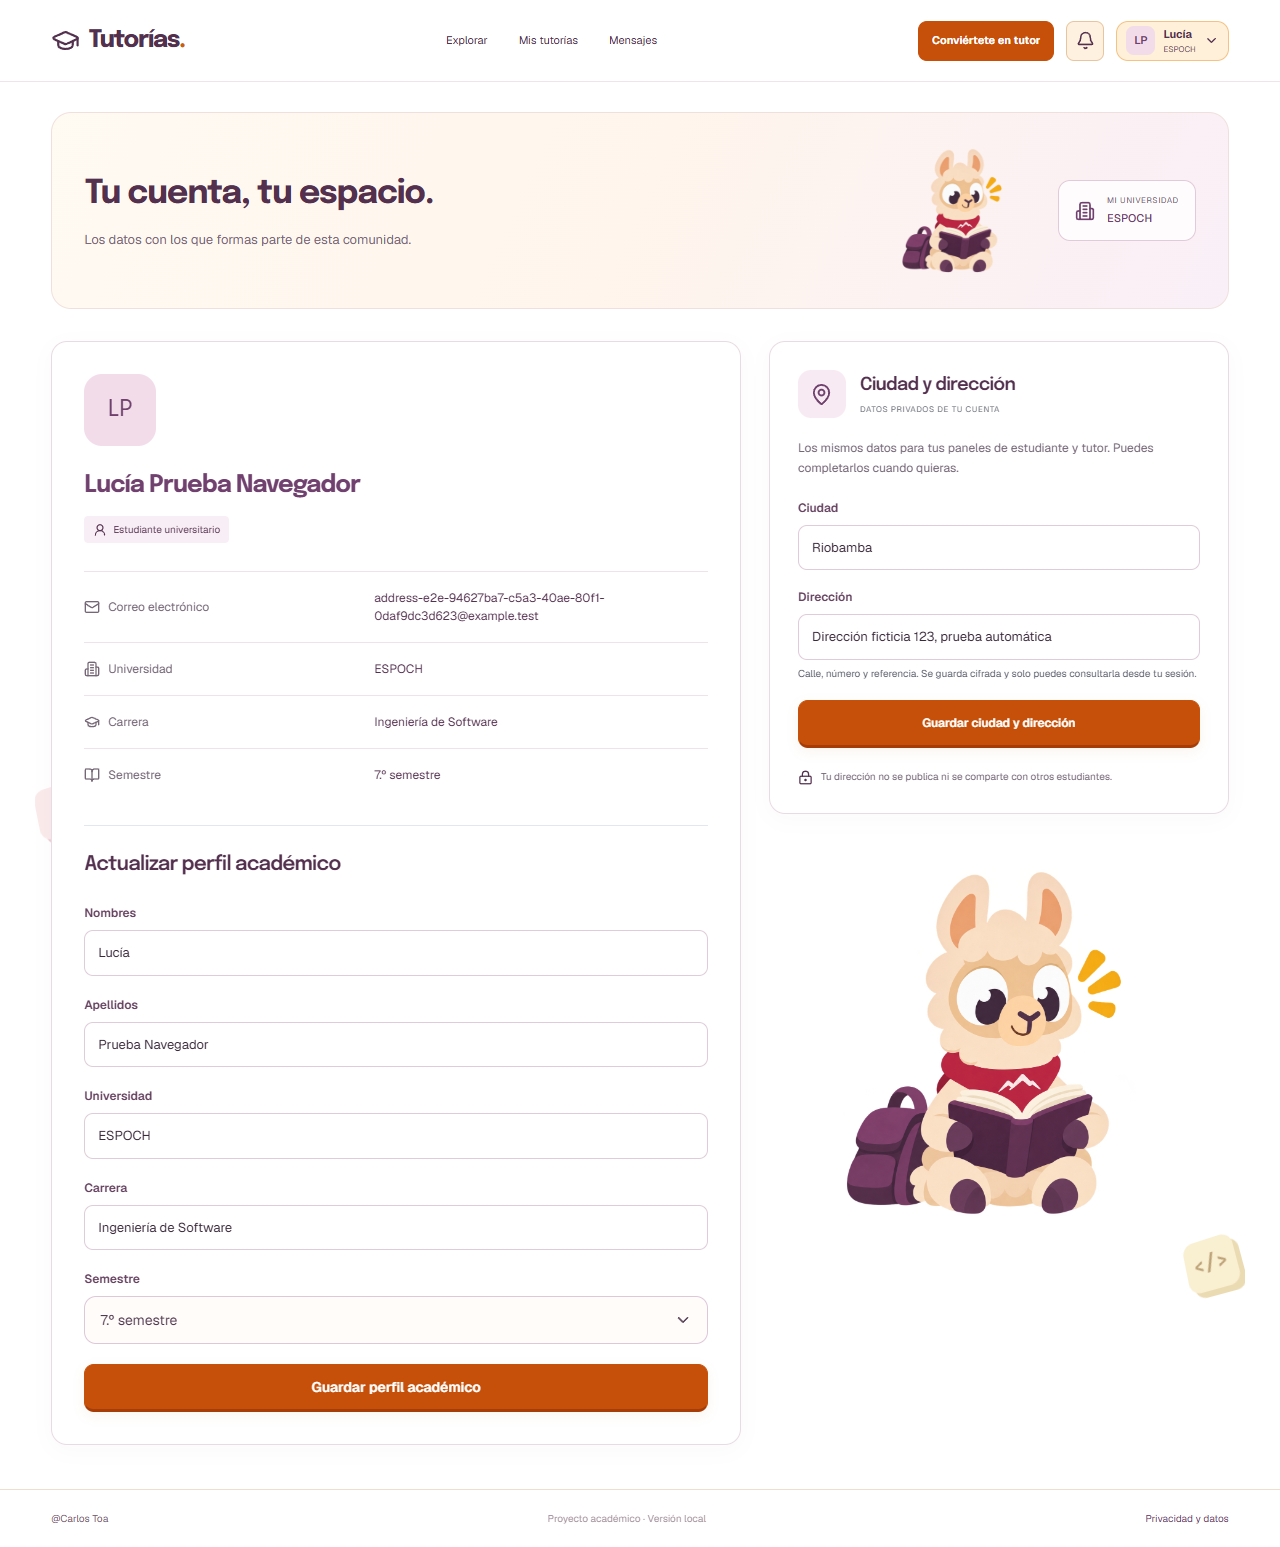 Tutorías.
Explorar
Mis tutorías
Mensajes
Conviértete en tutor
LP
Lucía
ESPOCH
Tu cuenta, tu espacio.
Los datos con los que formas parte de esta comunidad.
MI UNIVERSIDAD
ESPOCH
LP
Lucía Prueba Navegador
Estudiante universitario
Correo electrónico
address-e2e-94627ba7-c5a3-40ae-80f1-
0daf9dc3d623@example.test
Universidad
ESPOCH
Carrera
Ingeniería de Software
Semestre
7.º semestre
Actualizar perfil académico
Nombres
Lucía
Apellidos
Prueba Navegador
Universidad
ESPOCH
Carrera
Ingeniería de Software
Semestre
7.º semestre
Guardar perfil académico
Ciudad y dirección
DATOS PRIVADOS DE TU CUENTA
Los mismos datos para tus paneles de estudiante y tutor. Puedes
completarlos cuando quieras.
Ciudad
Riobamba
Dirección
Dirección ficticia 123, prueba automática
Calle, número y referencia. Se guarda cifrada y solo puedes consultarla desde tu sesión.
Guardar ciudad y dirección
Tu dirección no se publica ni se comparte con otros estudiantes.
</>
@Carlos Toa
Proyecto académico · Versión local
Privacidad y datos